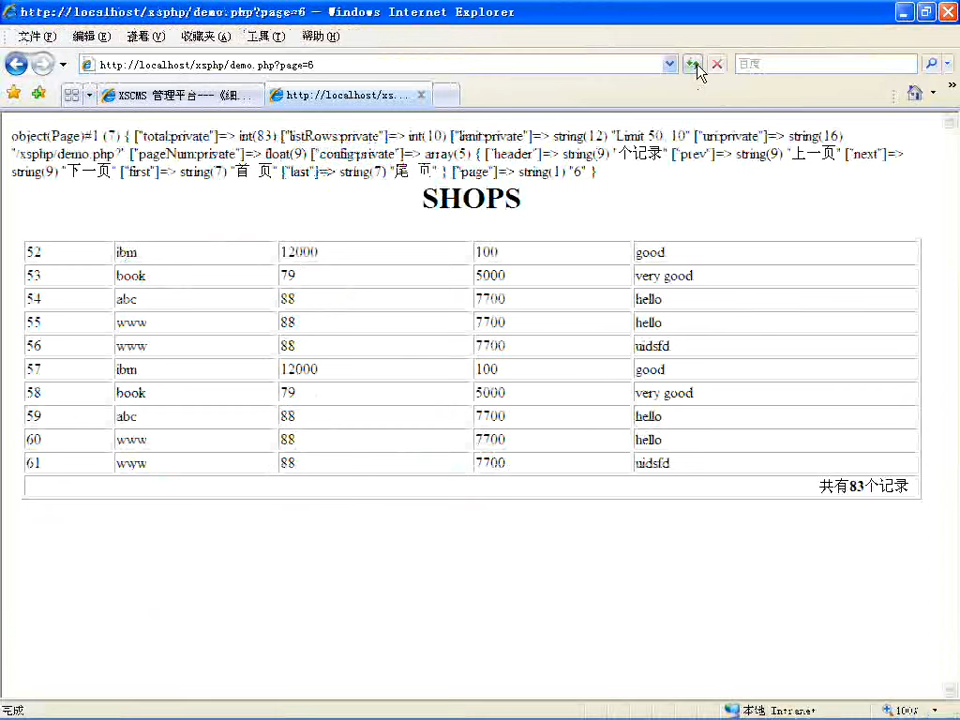 http://localhost/xsphp/demo.php?page=6 - Windows Internet Explorer
文件(F) 编辑(E) 查看(V) 收藏夹(A) 工具(T) 帮助(H)
http://localhost/xsphp/demo.php?page=6 百度
XSCMS 管理平台---《细... http://localhost/xs...
object(Page)#1 (7) { ["total:private"]=> int(83) ["listRows:private"]=> int(10) ["limit:private"]=> string(12) "Limit 50, 10" ["uri:private"]=> string(16)
"/xsphp/demo.php?" ["pageNum:private"]=> float(9) ["config:private"]=> array(5) { ["header"]=> string(9) "个记录" ["prev"]=> string(9) "上一页" ["next"]=>
string(9) "下一页" ["first"]=> string(7) "首 页" ["last"]=> string(7) "尾 页" } ["page"]=> string(1) "6" }
SHOPS
52 ibm 12000 100 good
53 book 79 5000 very good
54 abc 88 7700 hello
55 www 88 7700 hello
56 www 88 7700 uidsfd
57 ibm 12000 100 good
58 book 79 5000 very good
59 abc 88 7700 hello
60 www 88 7700 hello
61 www 88 7700 uidsfd
共有83个记录
完成 本地 Intranet 100%